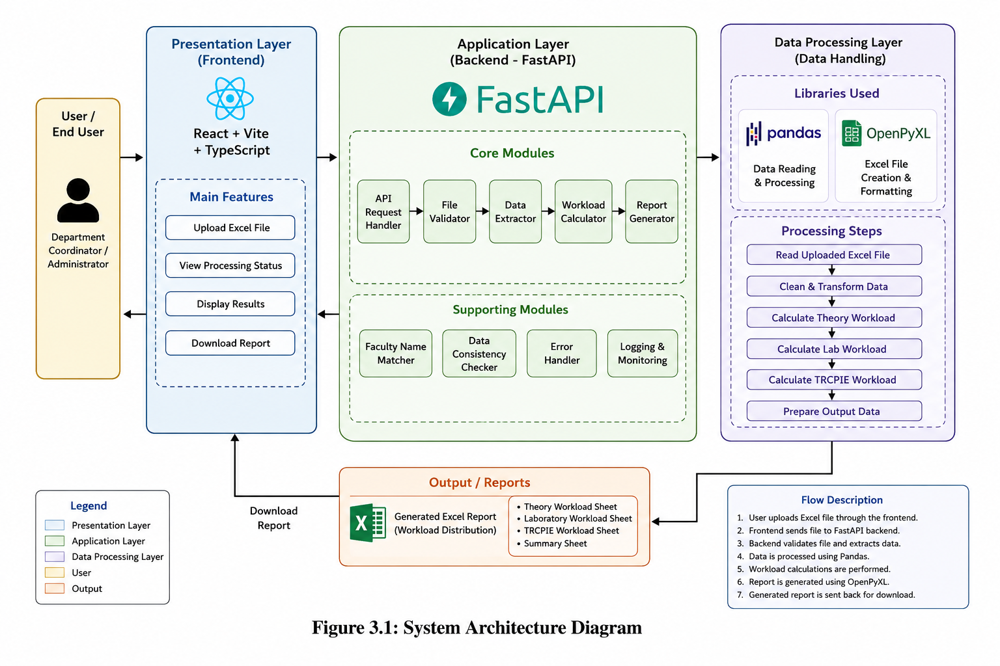 User /
End User
Department
Coordinator /
Administrator
Presentation Layer
(Frontend)
React + Vite
+ TypeScript
Main Features
Upload Excel File
View Processing Status
Display Results
Download Report
Application Layer
(Backend - FastAPI)
FastAPI
Core Modules
API
Request
Handler
File
Validator
Data
Extractor
Workload
Calculator
Report
Generator
Supporting Modules
Faculty Name
Matcher
Data
Consistency
Checker
Error
Handler
Logging &
Monitoring
Data Processing Layer
(Data Handling)
Libraries Used
pandas
Data Reading
& Processing
OpenPyXL
Excel File
Creation &
Formatting
Processing Steps
Read Uploaded Excel File
Clean & Transform Data
Calculate Theory Workload
Calculate Lab Workload
Calculate TRCPIE Workload
Prepare Output Data
Output / Reports
X
Generated Excel Report
(Workload Distribution)
• Theory Workload Sheet
• Laboratory Workload Sheet
• TRCPIE Workload Sheet
• Summary Sheet
Download
Report
Legend
Presentation Layer
Application Layer
Data Processing Layer
User
Output
Flow Description
1. User uploads Excel file through the frontend.
2. Frontend sends file to FastAPI backend.
3. Backend validates file and extracts data.
4. Data is processed using Pandas.
5. Workload calculations are performed.
6. Report is generated using OpenPyXL.
7. Generated report is sent back for download.
Figure 3.1: System Architecture Diagram